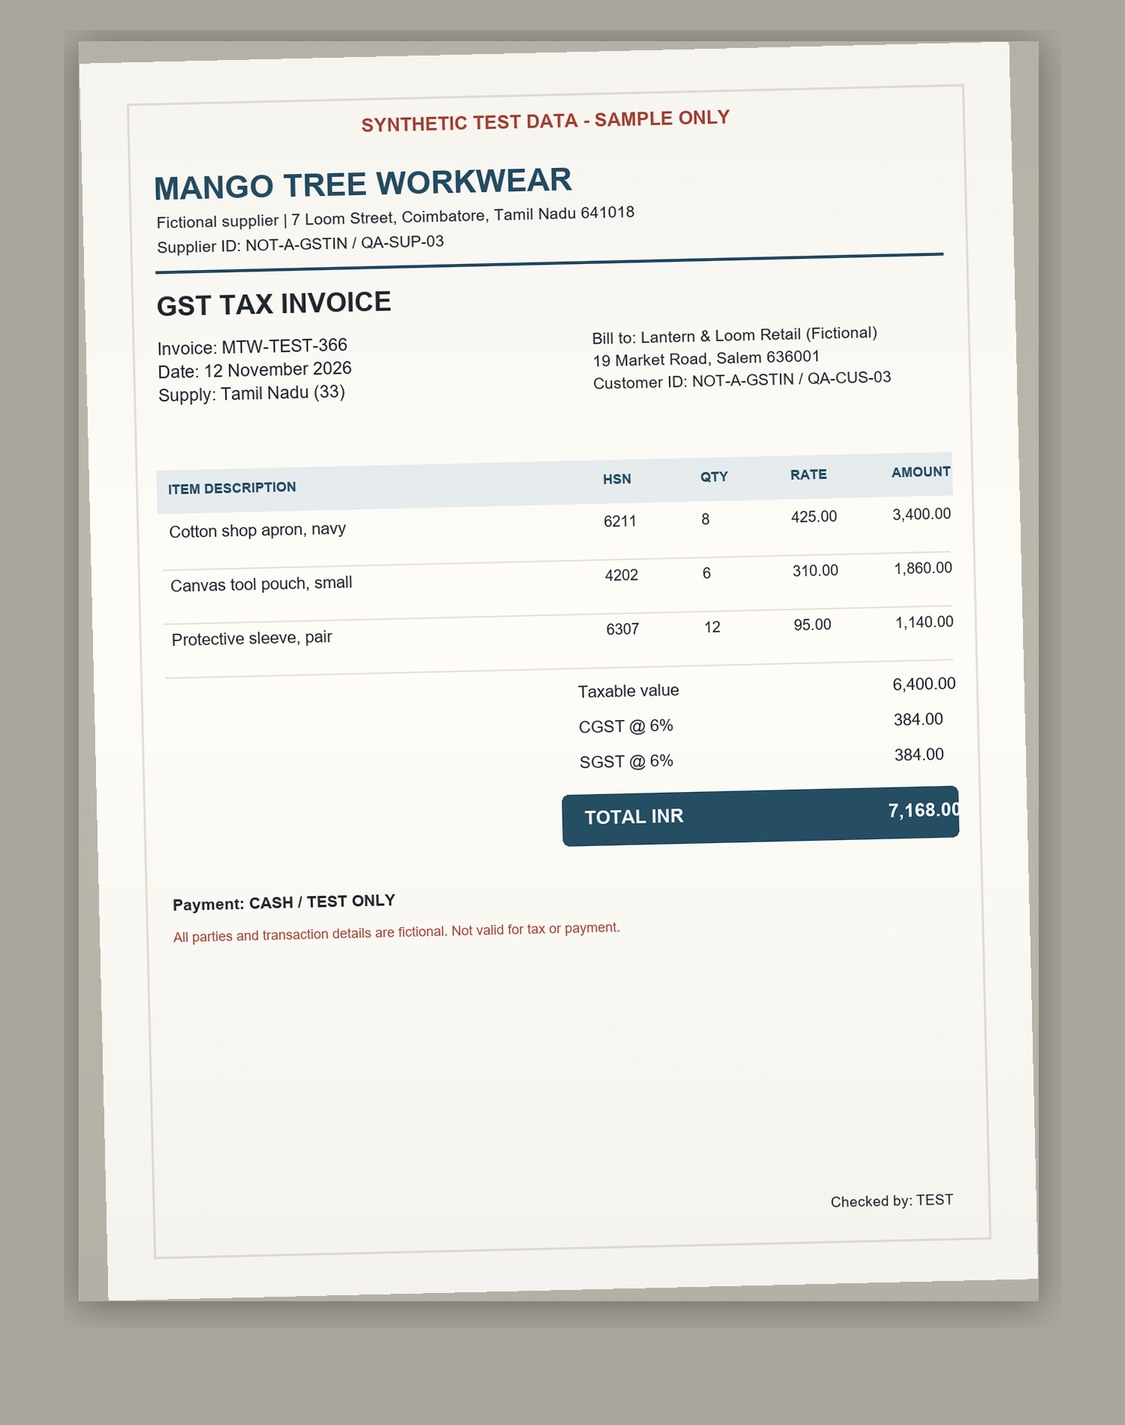 SYNTHETIC TEST DATA - SAMPLE ONLY
MANGO TREE WORKWEAR
Fictional supplier | 7 Loom Street, Coimbatore, Tamil Nadu 641018
Supplier ID: NOT-A-GSTIN / QA-SUP-03
GST TAX INVOICE
Invoice: MTW-TEST-366
Date: 12 November 2026
Supply: Tamil Nadu (33)
Bill to: Lantern & Loom Retail (Fictional)
19 Market Road, Salem 636001
Customer ID: NOT-A-GSTIN / QA-CUS-03
ITEM DESCRIPTION HSN QTY RATE AMOUNT
Cotton shop apron, navy 6211 8 425.00 3,400.00
Canvas tool pouch, small 4202 6 310.00 1,860.00
Protective sleeve, pair 6307 12 95.00 1,140.00
Taxable value 6,400.00
CGST @ 6% 384.00
SGST @ 6% 384.00
TOTAL INR 7,168.00
Payment: CASH / TEST ONLY
All parties and transaction details are fictional. Not valid for tax or payment.
Checked by: TEST